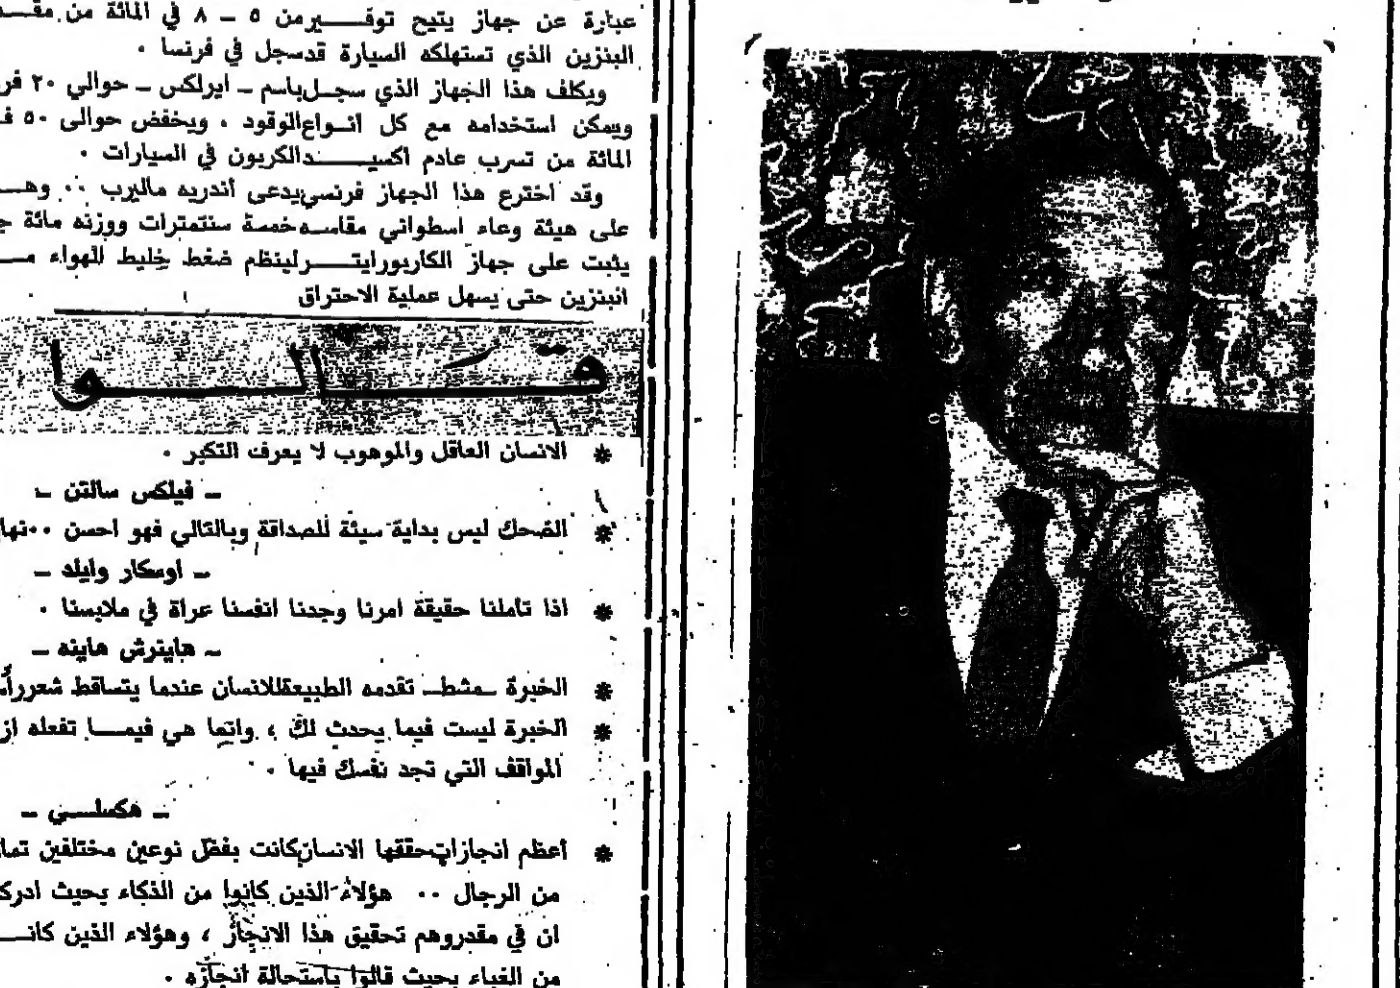 عبارة عن جهاز يتيح توفير من ٥ - ٨ في المائة من
البنزين الذي تستهلكه السيارة قد سجل في فرنسا .
ويكلف هذا الجهاز الذي سجل باسم - ايرلكس - حوالي ٢٠
ويمكن استخدامه مع كل انواع الوقود . ويخفض حوالى ٥٠
المائة من تسرب عادم اكسيد الكربون في السيارات .
وقد اخترع هذا الجهاز فرنسي يدعى أندريه ماليرب ..
على هيئة وعاء اسطواني مقاسه خمسة سنتمترات ووزنه مائة
يثبت على جهاز الكاربورايتر لينظم ضغط خليط الهواء
البنزين حتى يسهل عملية الاحتراق
قالوا
* الانسان العاقل والموهوب لا يعرف التكبر .
- فيلكس سالتن -
* الضحك ليس بداية سيئة للصداقة وبالتالي فهو احسن ..
- اوسكار وايلد -
* اذا تأملنا حقيقة امرنا وجدنا انفسنا عراة في ملابسنا .
- هاينرش هاينه -
* الخبرة - مشط - تقدمه الطبيعة للانسان عندما يتساقط
* الخبرة ليست فيما يحدث لك ، وانما هي فيما تفعله
المواقف التي تجد نفسك فيها .
- هكسلي -
* أعظم انجازات حققها الانسان كانت بفضل نوعين مختلفين
من الرجال .. هؤلاء الذين كانوا من الذكاء بحيث
ان في مقدروهم تحقيق هذا الانجاز ، وهؤلاء الذين
من الغباء بحيث قالوا باستحالة انجازه .